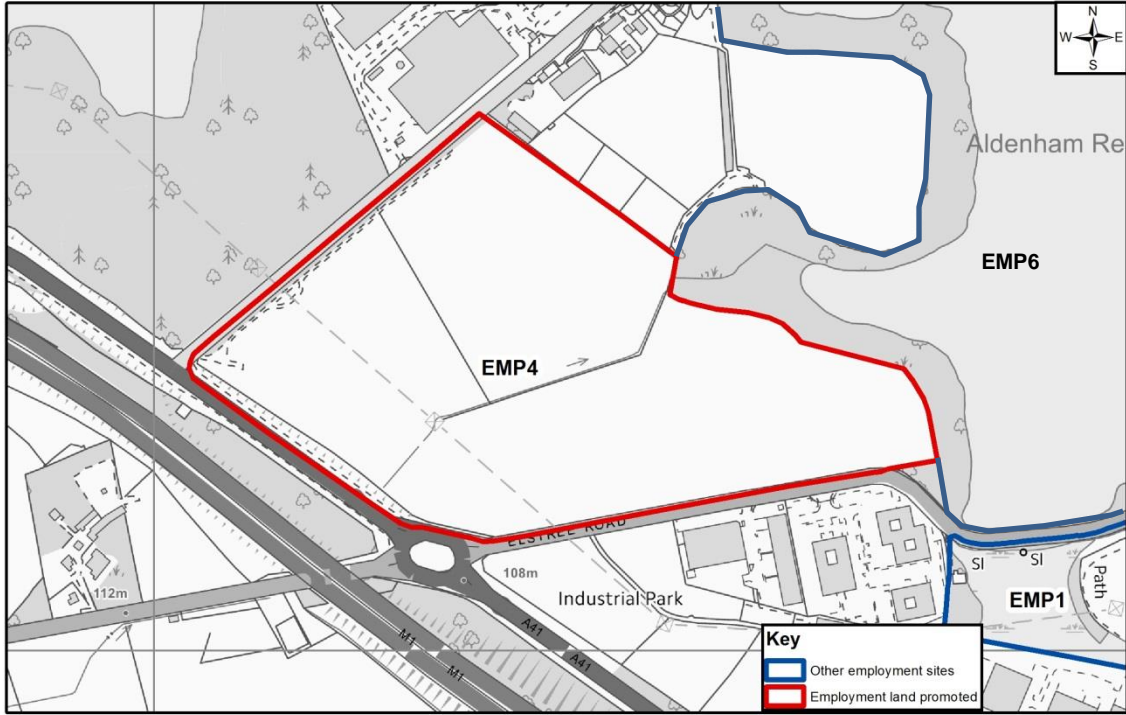 N
W E
S
Aldenham Re
EMP6
EMP4
ELSTREE ROAD
108m
112m
Industrial Park
SI
SI
EMP1
Path
M1
M1
A41
A41
Key
Other employment sites
Employment land promoted